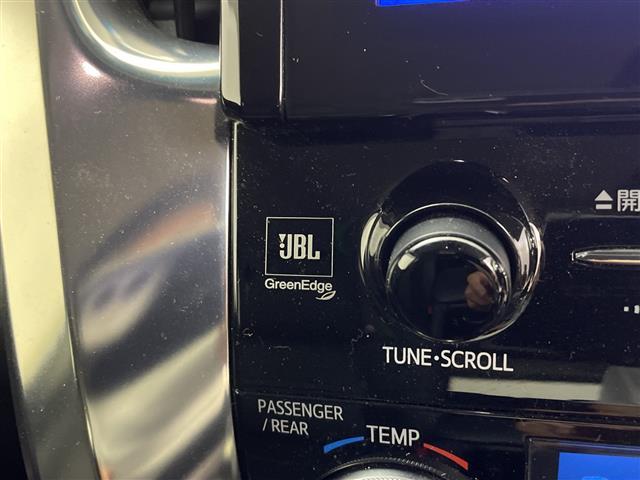 開
JBL
GreenEdge
TUNE•SCROLL
PASSENGER
/REAR
TEMP